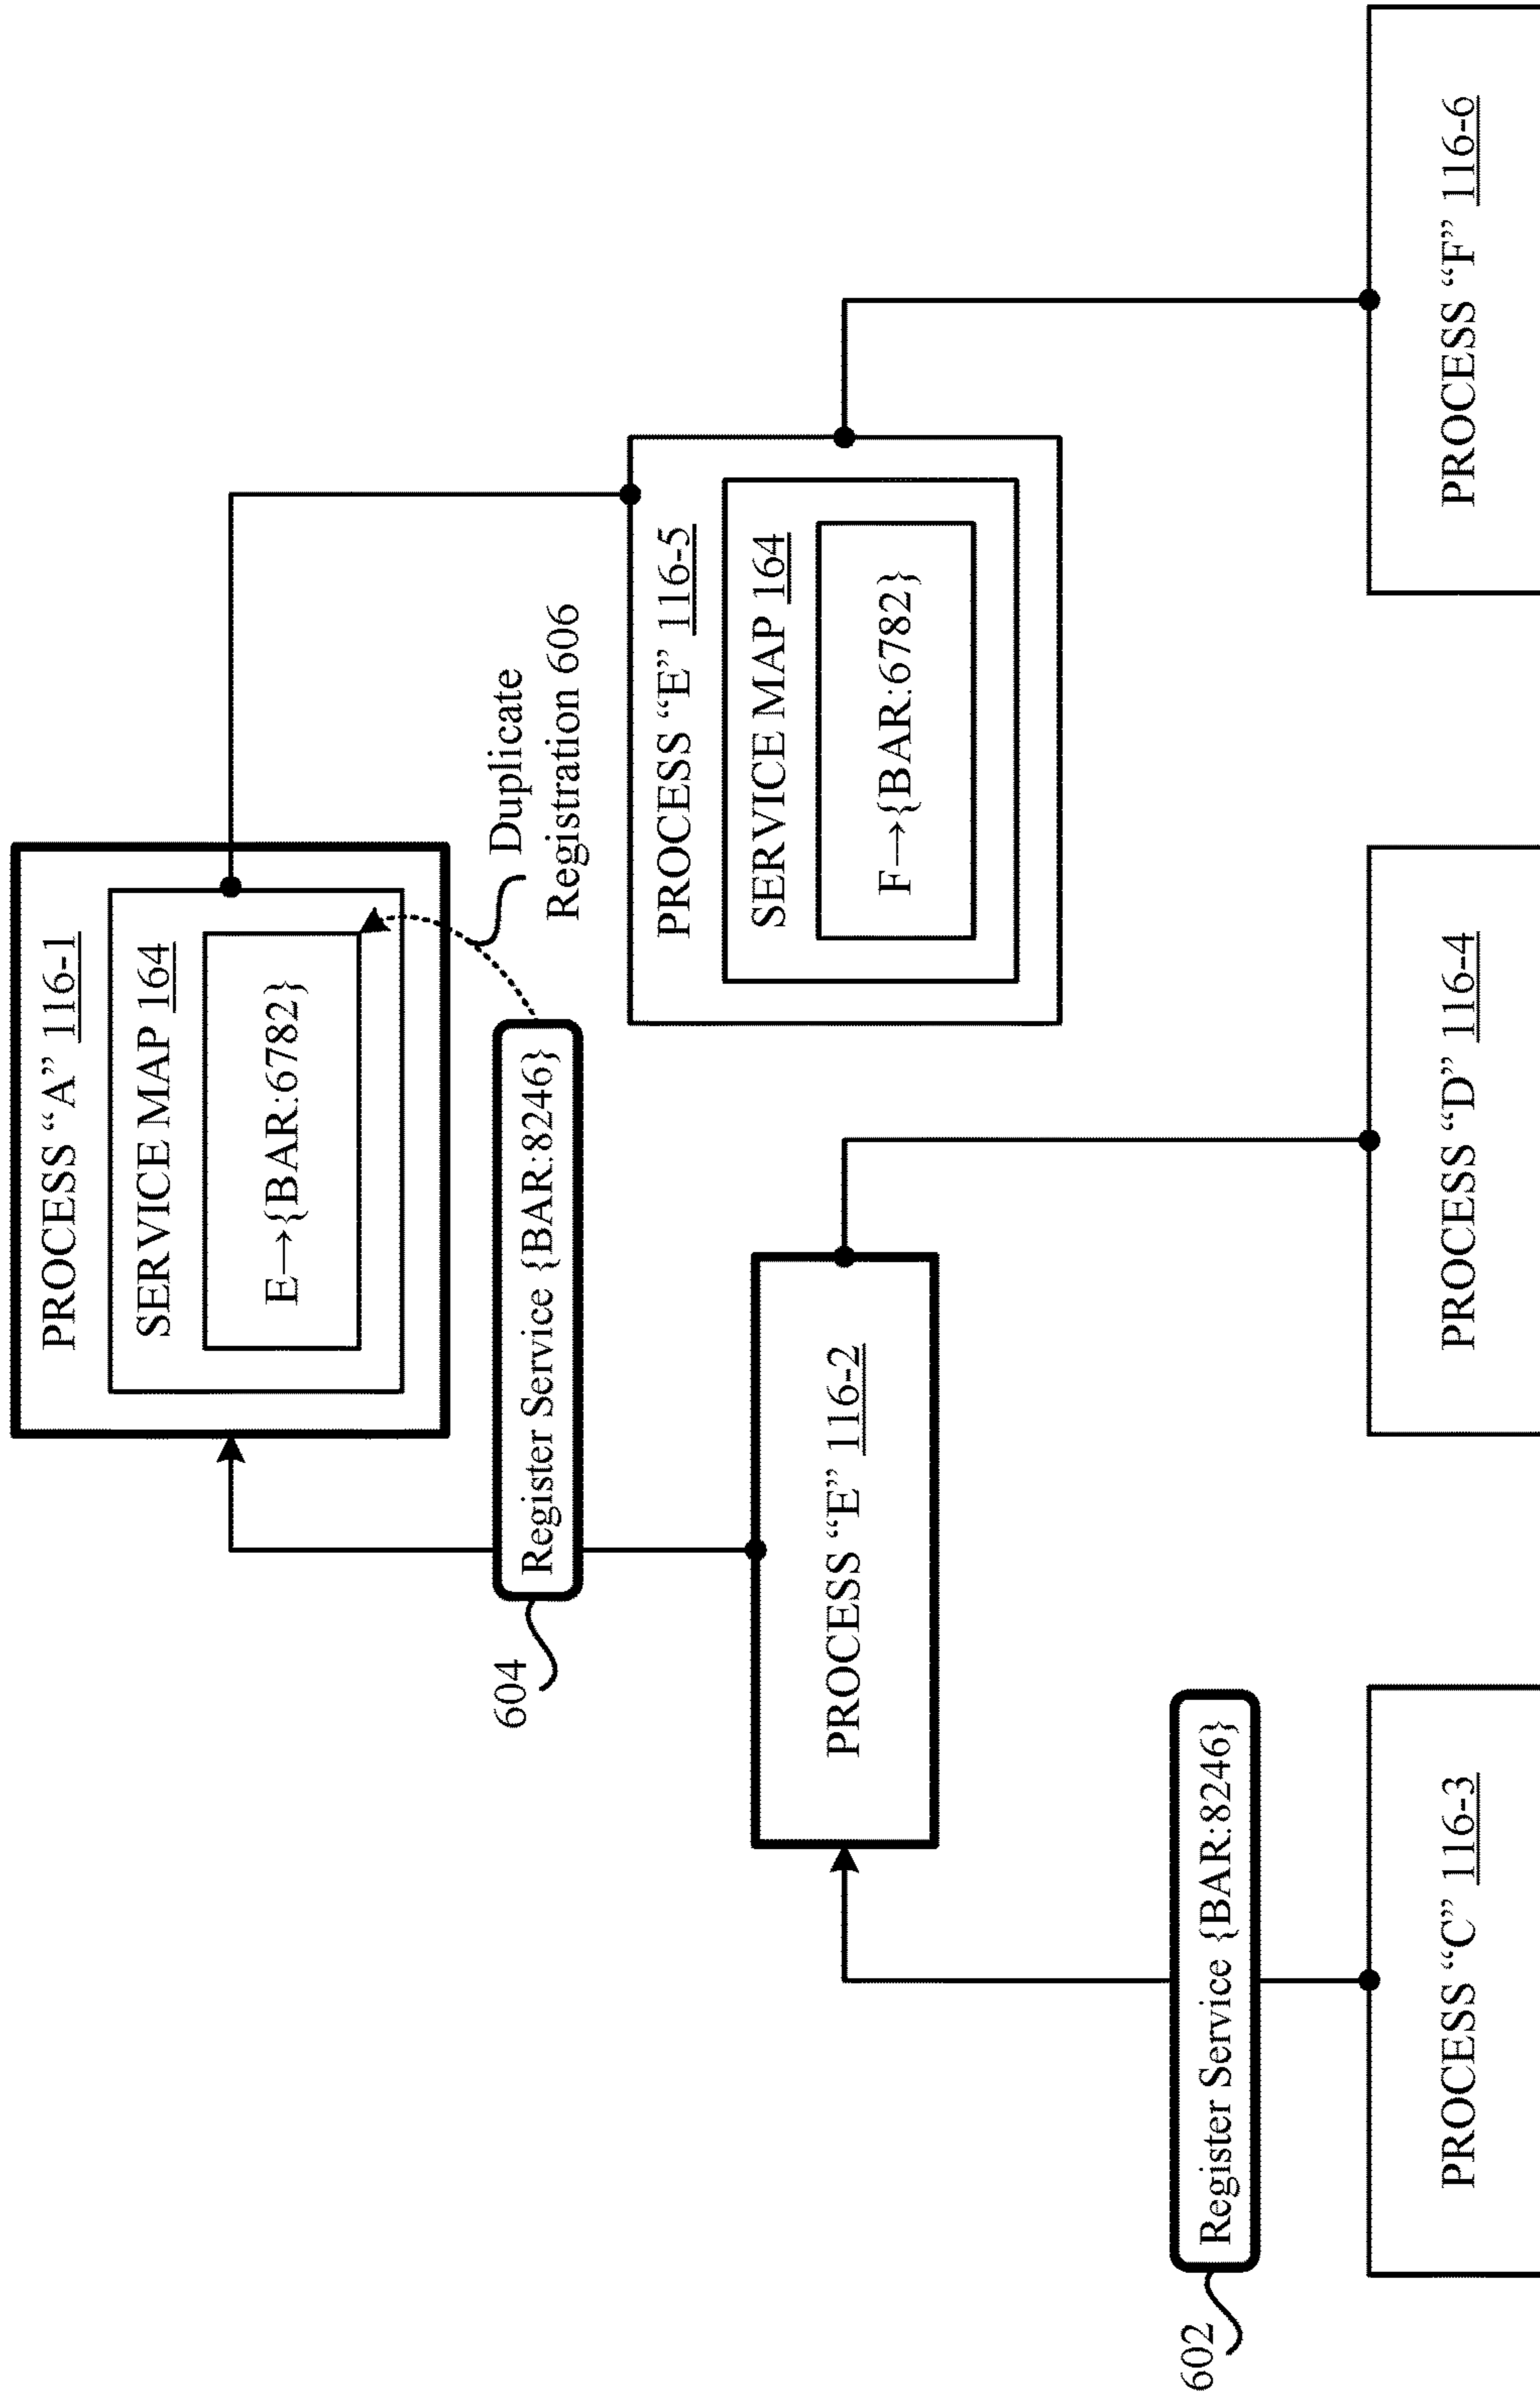 PROCESS “A” 116-1
SERVICE MAP 164
E→{BAR:6782}
Duplicate
Registration 606
604
Register Service {BAR:8246}
PROCESS “E” 116-5
SERVICE MAP 164
F→{BAR:6782}
PROCESS “E” 116-2
602
Register Service {BAR:8246}
PROCESS “C” 116-3
PROCESS “D” 116-4
PROCESS “F” 116-6